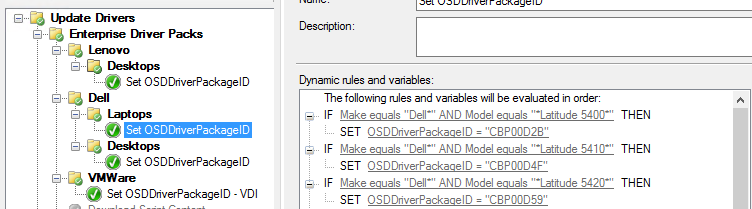 Update Drivers
Enterprise Driver Packs
Lenovo
Desktops
Set OSDDriverPackageID
Dell
Laptops
Set OSDDriverPackageID
Desktops
Set OSDDriverPackageID
VMWare
Set OSDDriverPackageID - VDI
Download Script Content
Name:
Set OSDDriverPackageID
Description:
Dynamic rules and variables:
The following rules and variables will be evaluated in order:
IF Make equals "Dell*" AND Model equals "*Latitude 5400*" THEN
SET OSDDriverPackageID = "CBP00D2B"
IF Make equals "Dell*" AND Model equals "*Latitude 5410*" THEN
SET OSDDriverPackageID = "CBP00D4F"
IF Make equals "Dell*" AND Model equals "*Latitude 5420*" THEN
SET OSDDriverPackageID = "CBP00D59"